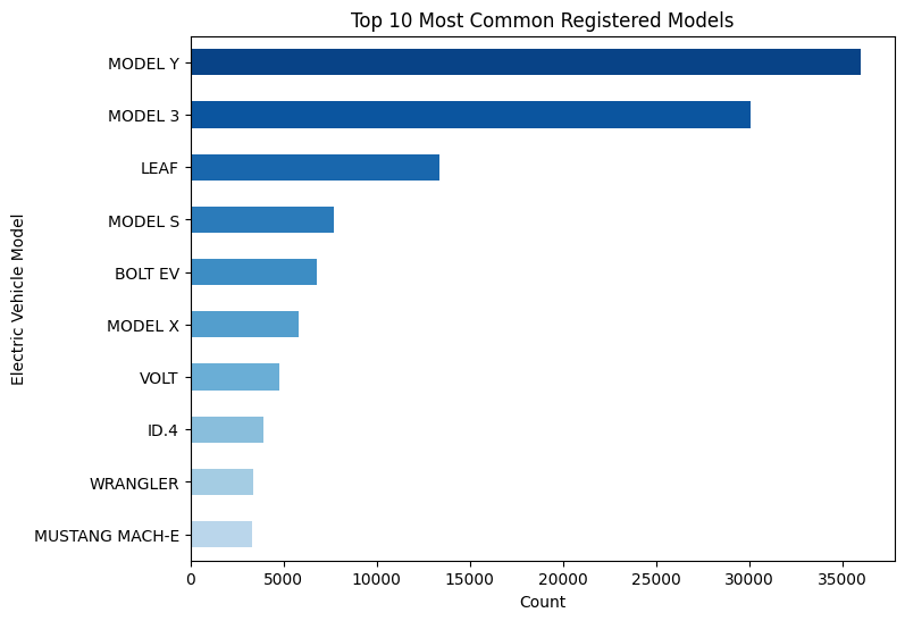 Top 10 Most Common Registered Models
Electric Vehicle Model
MODEL Y
MODEL 3
LEAF
MODEL S
BOLT EV
MODEL X
VOLT
ID.4
WRANGLER
MUSTANG MACH-E
0 5000 10000 15000 20000 25000 30000 35000
Count